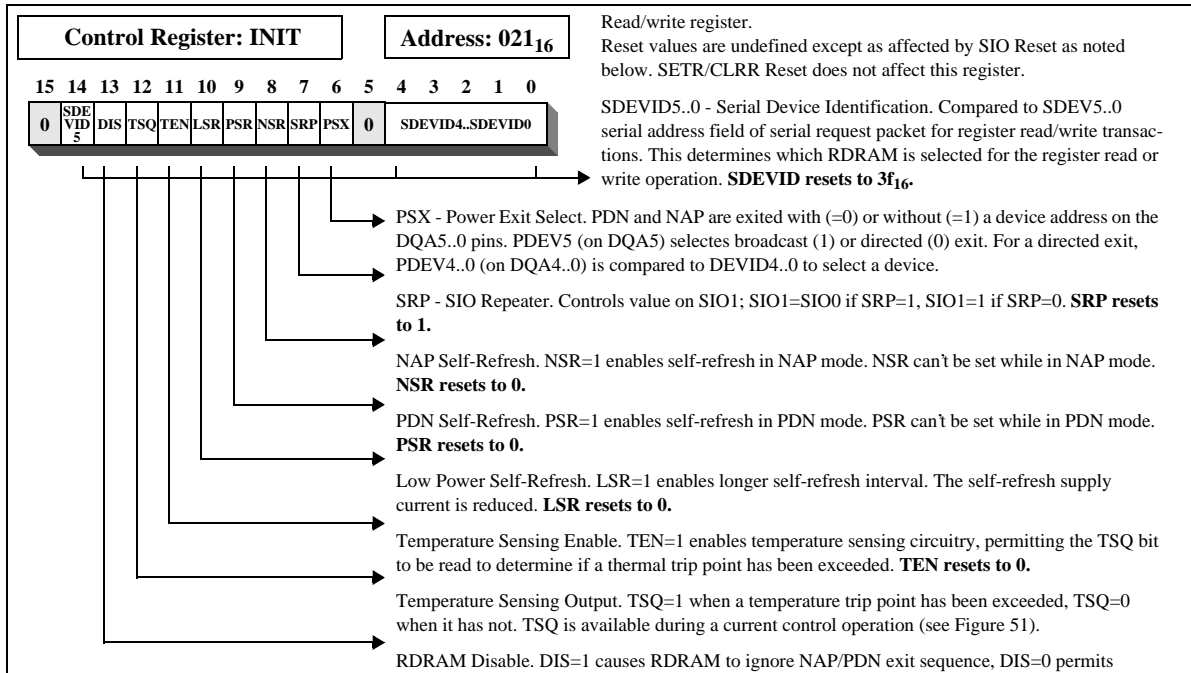 Control Register: INIT
Address: 021₁₆
15 14 13 12 11 10 9 8 7 6 5 4 3 2 1 0
0 SDE VID 5 DIS TSQ TEN LSR PSR NSR SRP PSX 0 SDEVID4..SDEVID0
Read/write register.
Reset values are undefined except as affected by SIO Reset as noted
below. SETR/CLRR Reset does not affect this register.
SDEVID5..0 - Serial Device Identification. Compared to SDEV5..0
serial address field of serial request packet for register read/write transac-
tions. This determines which RDRAM is selected for the register read or
write operation. SDEVID resets to 3f₁₆.
PSX - Power Exit Select. PDN and NAP are exited with (=0) or without (=1) a device address on the
DQA5..0 pins. PDEV5 (on DQA5) selectes broadcast (1) or directed (0) exit. For a directed exit,
PDEV4..0 (on DQA4..0) is compared to DEVID4..0 to select a device.
SRP - SIO Repeater. Controls value on SIO1; SIO1=SIO0 if SRP=1, SIO1=1 if SRP=0. SRP resets
to 1.
NAP Self-Refresh. NSR=1 enables self-refresh in NAP mode. NSR can't be set while in NAP mode.
NSR resets to 0.
PDN Self-Refresh. PSR=1 enables self-refresh in PDN mode. PSR can't be set while in PDN mode.
PSR resets to 0.
Low Power Self-Refresh. LSR=1 enables longer self-refresh interval. The self-refresh supply
current is reduced. LSR resets to 0.
Temperature Sensing Enable. TEN=1 enables temperature sensing circuitry, permitting the TSQ bit
to be read to determine if a thermal trip point has been exceeded. TEN resets to 0.
Temperature Sensing Output. TSQ=1 when a temperature trip point has been exceeded, TSQ=0
when it has not. TSQ is available during a current control operation (see Figure 51).
RDRAM Disable. DIS=1 causes RDRAM to ignore NAP/PDN exit sequence, DIS=0 permits